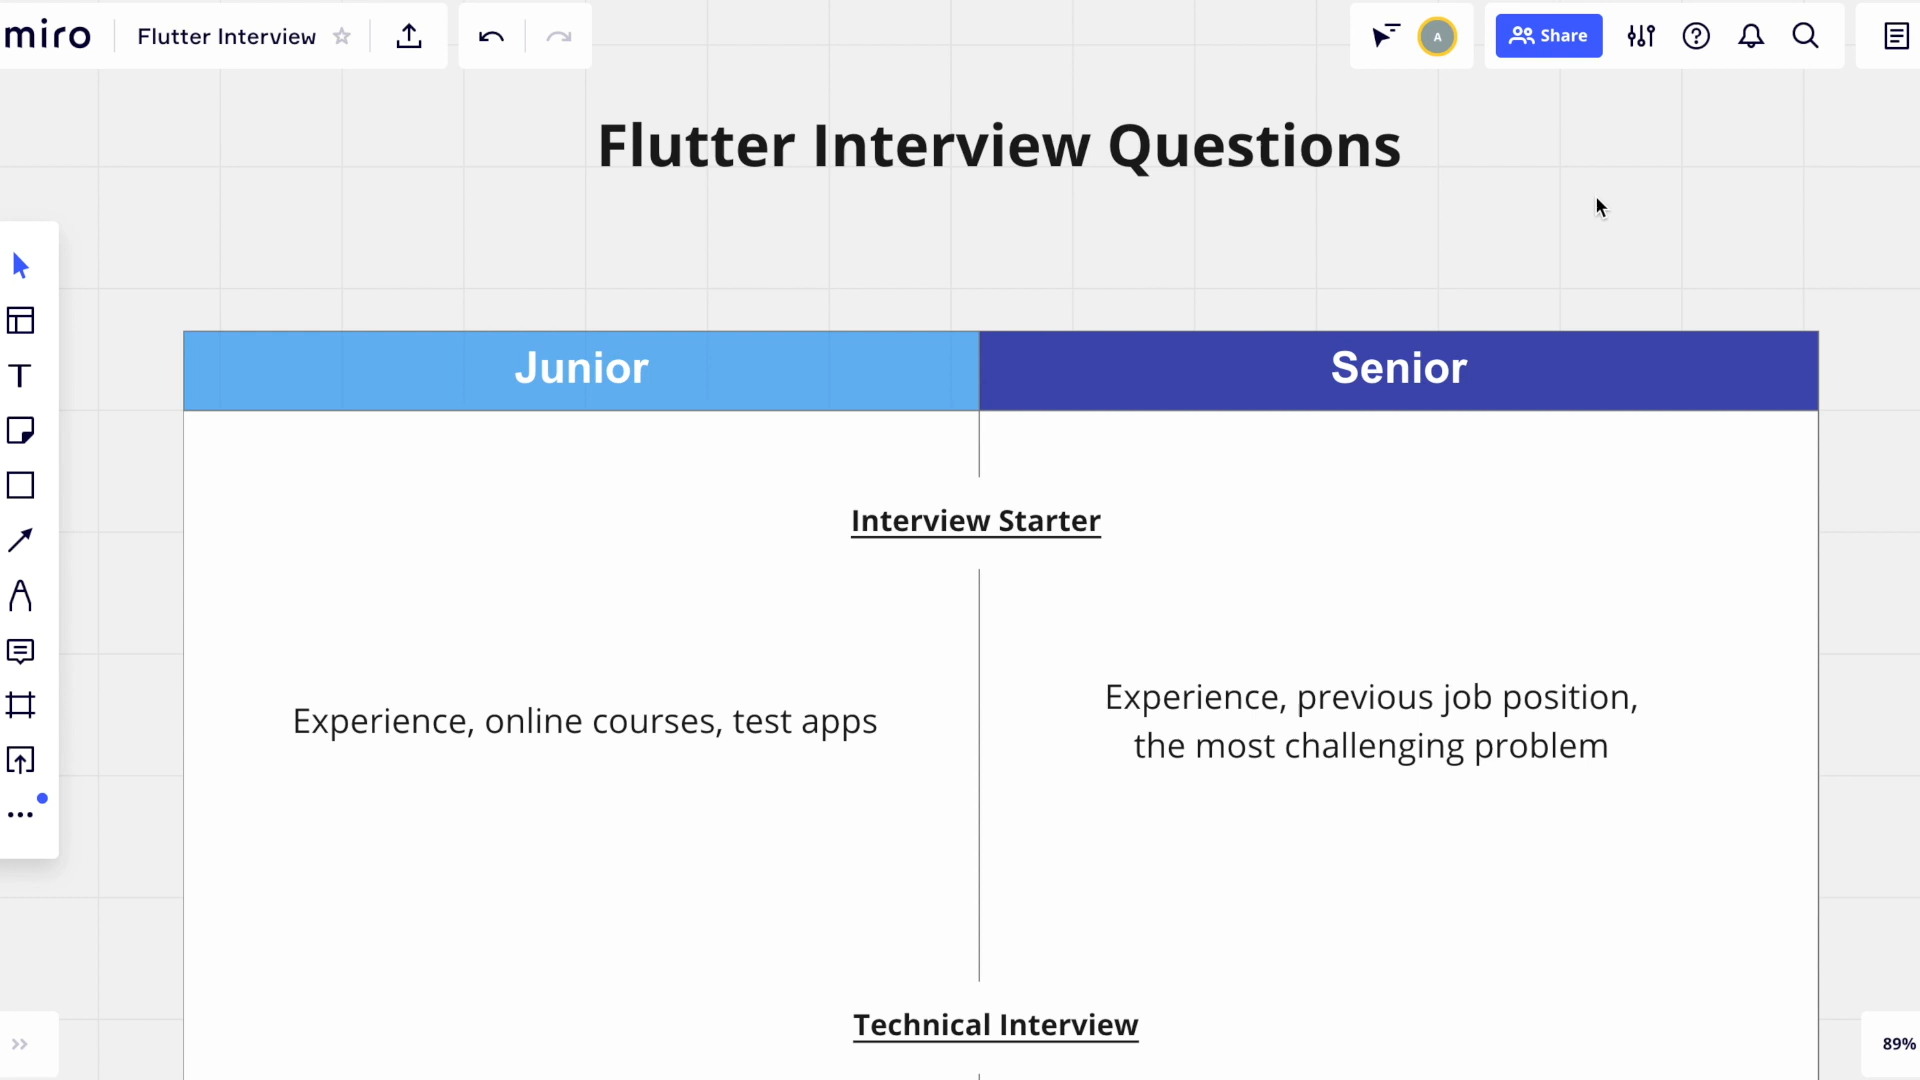 miro
Flutter Interview
A
Share
Flutter Interview Questions
Junior
Senior
Interview Starter
Experience, online courses, test apps
Experience, previous job position,
the most challenging problem
Technical Interview
89%